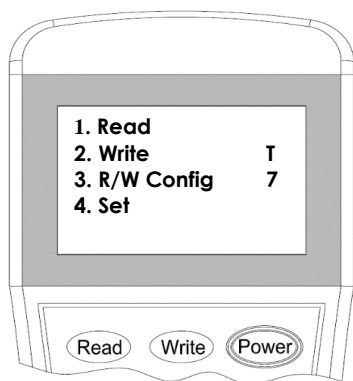 1. Read
2. Write T
3. R/W Config 7
4. Set
Read Write Power